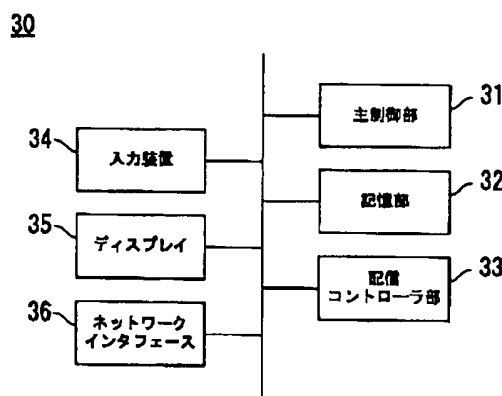 30
31
主制御部
34
入力装置
32
記憶部
35
ディスプレイ
33
配信
コントローラ部
36
ネットワーク
インタフェース